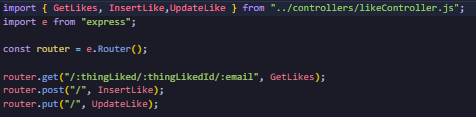 import { GetLikes, InsertLike,UpdateLike } from "../controllers/likeController.js";
import e from "express";
const router = e.Router();
router.get("/:thingLiked/:thingLikedId/:email", GetLikes);
router.post("/", InsertLike);
router.put("/", UpdateLike);